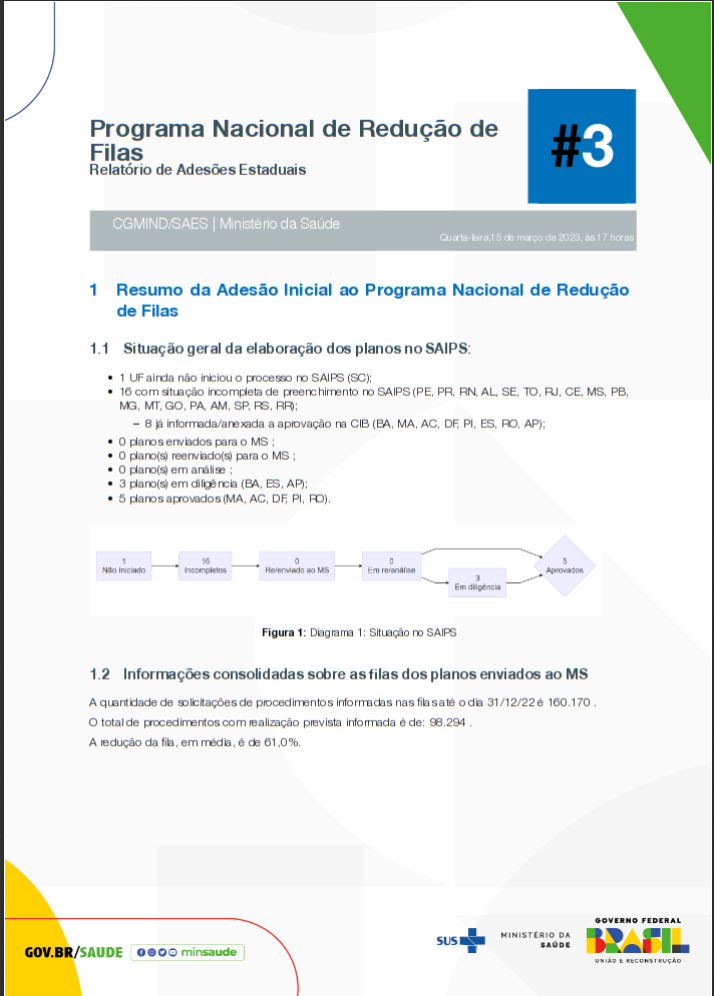 Programa Nacional de Redução de
Filas
Relatório de Adesões Estaduais
#3
CGMIND/SAES | Ministério da Saúde
Quarta-feira,15 de março de 2023, às 17 horas
1 Resumo da Adesão Inicial ao Programa Nacional de Redução
de Filas
1.1 Situação geral da elaboração dos planos no SAIPS:
• 1 UF ainda não iniciou o processo no SAIPS (SC);
• 16 com situação incompleta de preenchimento no SAIPS (PE, PR, RN, AL, SE, TO, RJ, CE, MS, PB,
MG, MT, GO, PA, AM, SP, RS, RR);
– 8 já informada/anexada a aprovação na CIB (BA, MA, AC, DF, PI, ES, RO, AP);
• 0 planos enviados para o MS ;
• 0 plano(s) reenviado(s) para o MS ;
• 0 plano(s) em análise ;
• 3 plano(s) em diligência (BA, ES, AP);
• 5 planos aprovados (MA, AC, DF, PI, RO).
1
Não Iniciado
16
Incompletos
0
Re/enviado ao MS
0
Em re/análise
3
Em diligência
5
Aprovados
Figura 1: Diagrama 1: Situação no SAIPS
1.2 Informações consolidadas sobre as filas dos planos enviados ao MS
A quantidade de solicitações de procedimentos informadas nas filas até o dia 31/12/22 é 160.170 .
O total de procedimentos com realização prevista informada é de: 98.294 .
A redução da fila, em média, é de 61,0%.
GOV.BR/SAUDE
minsaude
SUS
MINISTÉRIO DA
SAÚDE
GOVERNO FEDERAL
BRASIL
UNIÃO E RECONSTRUÇÃO